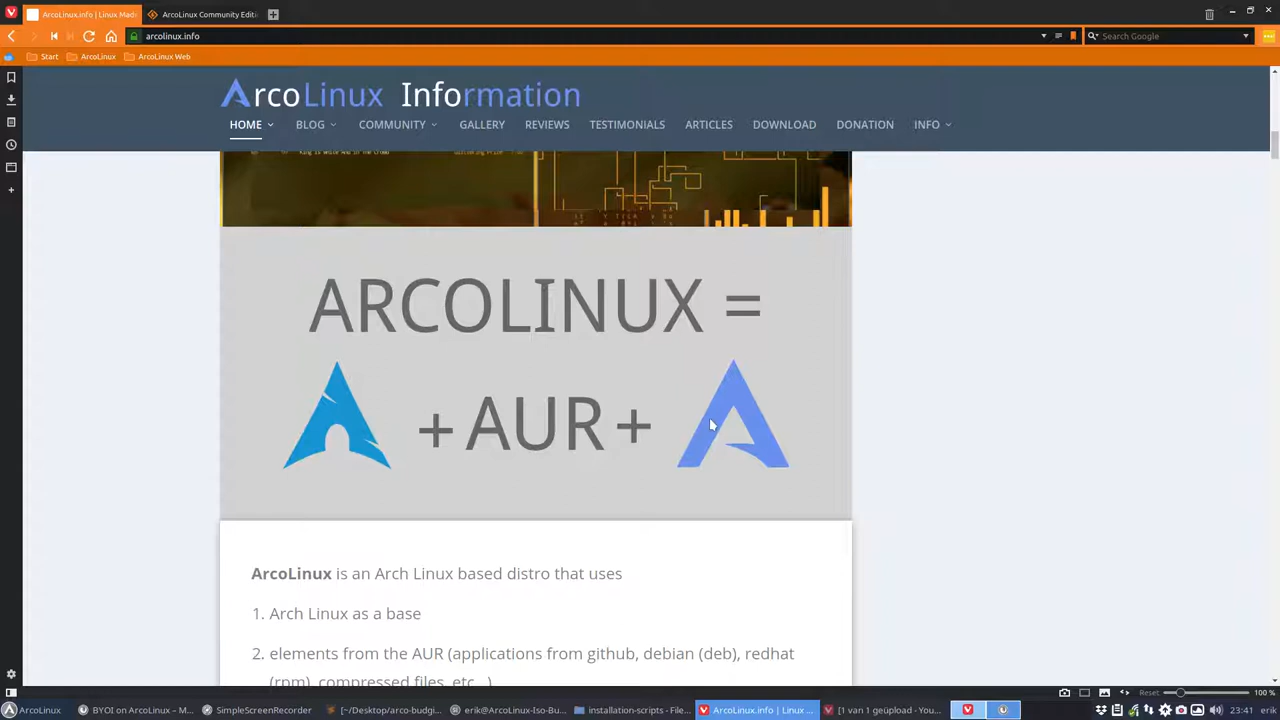 ArcoLinux.info | Linux Made
ArcoLinux Community Editi
arcolinux.info
Search Google
Start
ArcoLinux
ArcoLinux Web
ArcoLinux Information
HOME
BLOG
COMMUNITY
GALLERY
REVIEWS
TESTIMONIALS
ARTICLES
DOWNLOAD
DONATION
INFO
ARCOLINUX =
+ AUR +
ArcoLinux is an Arch Linux based distro that uses
1. Arch Linux as a base
2. elements from the AUR (applications from github, debian (deb), redhat
(rpm), compressed files, etc...)
Reset
100 %
ArcoLinux
BYOI on ArcoLinux – M...
SimpleScreenRecorder
[~/Desktop/arco-budgi...
erik@ArcoLinux-Iso-Bu...
installation-scripts - File...
ArcoLinux.info | Linux ...
[1 van 1 geüpload - You...
23:41
erik